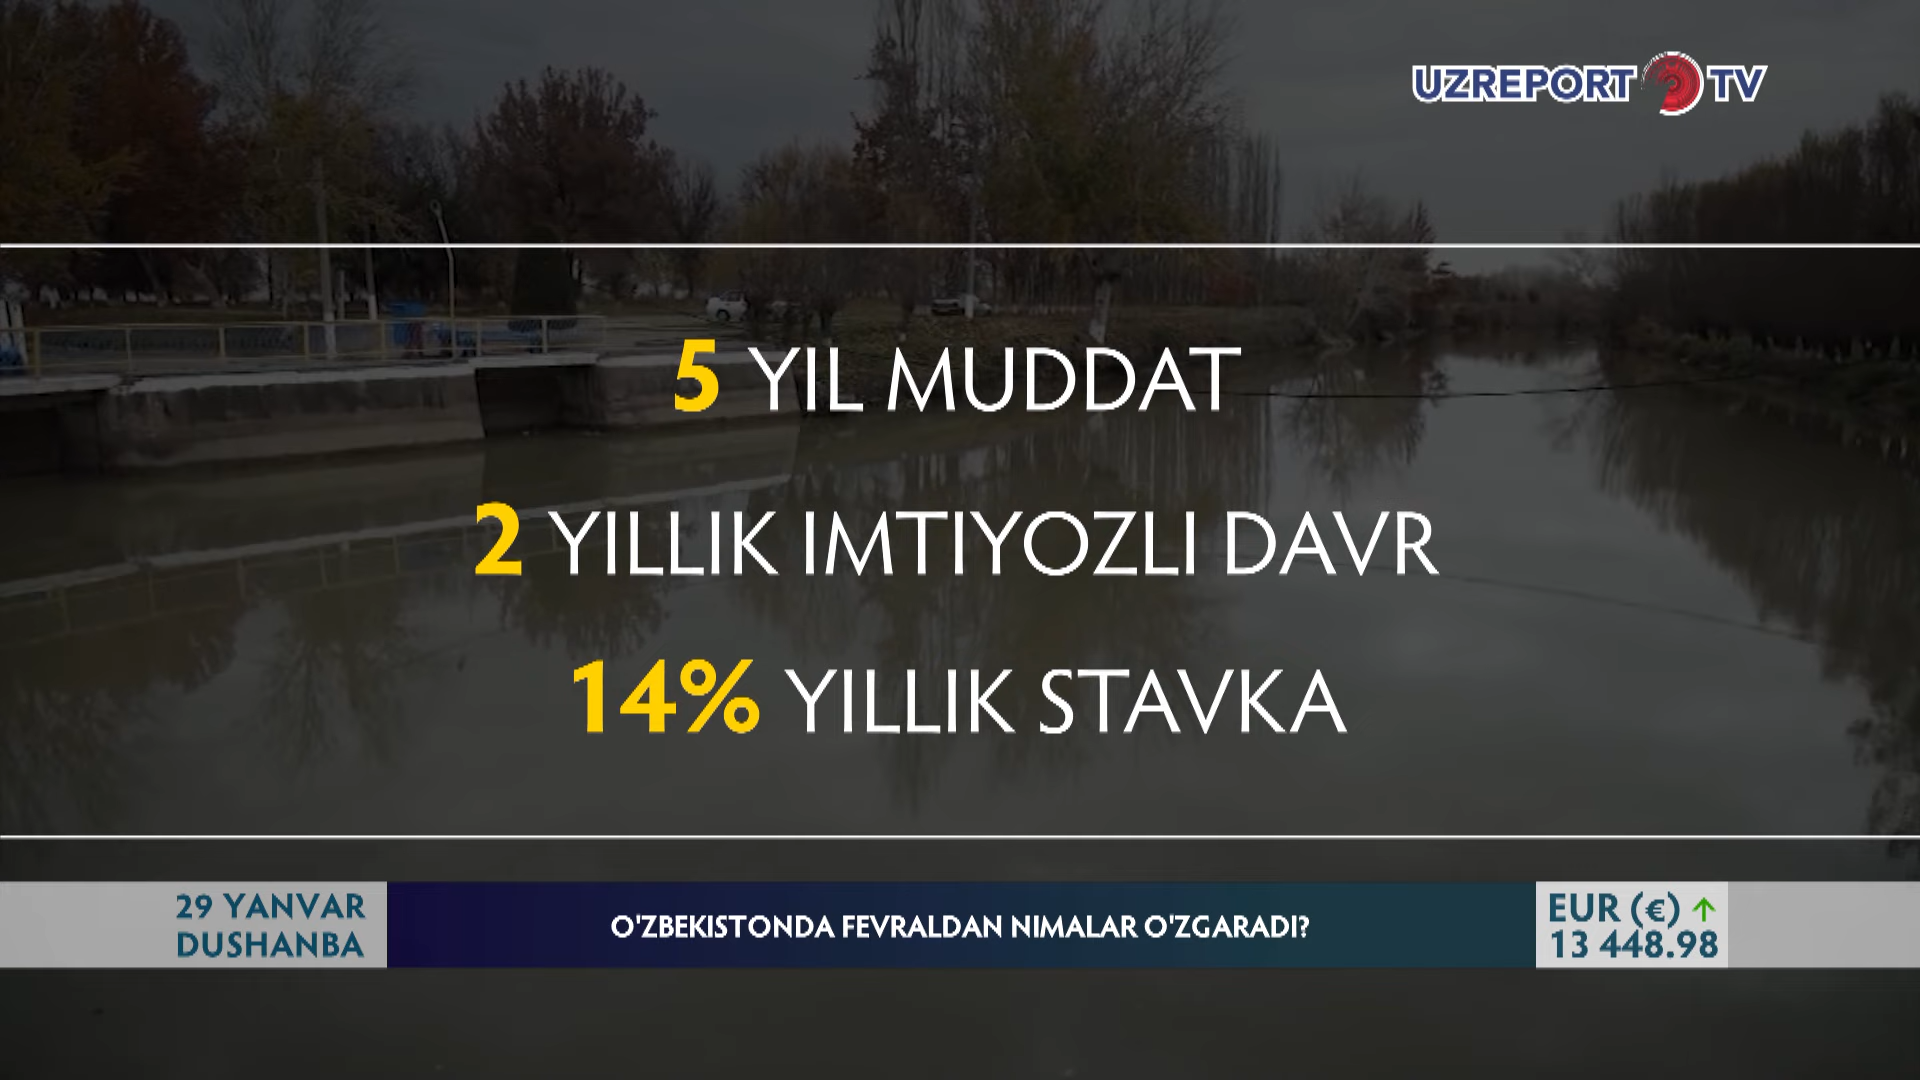 UZREPORT TV
5 YIL MUDDAT
2 YILLIK IMTIYOZLI DAVR
14% YILLIK STAVKA
29 YANVAR
DUSHANBA
O'ZBEKISTONDA FEVRALDAN NIMALAR O'ZGARADI?
EUR (€) ↑
13 448.98